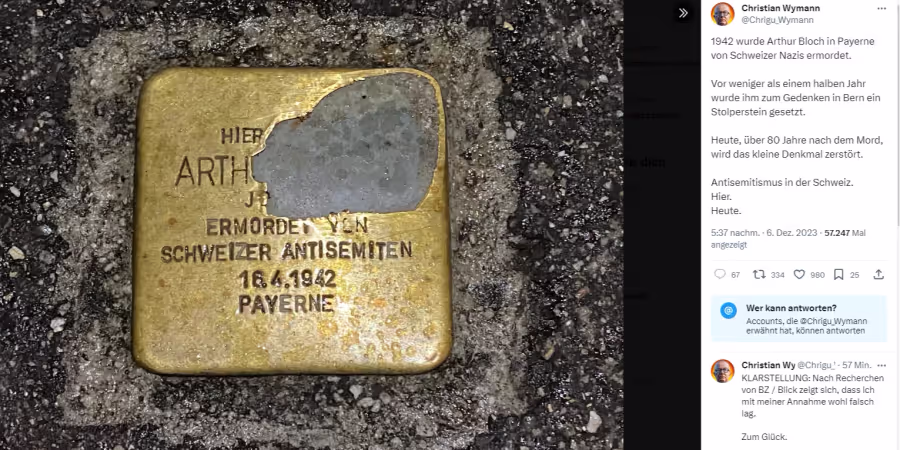 HIER
ARTH
ERMORDET VON
SCHWEIZER ANTISEMITEN
16.4.1942
PAYERNE
Christian Wymann
@Chrigu_Wymann
1942 wurde Arthur Bloch in Payerne
von Schweizer Nazis ermordet.
Vor weniger als einem halben Jahr
wurde ihm zum Gedenken in Bern ein
Stolperstein gesetzt.
Heute, über 80 Jahre nach dem Mord,
wird das kleine Denkmal zerstört.
Antisemitismus in der Schweiz.
Hier.
Heute.
5:37 nachm. · 6. Dez. 2023 · 57.247 Mal
angezeigt
67 334 980 25
Wer kann antworten?
Accounts, die @Chrigu_Wymann
erwähnt hat, können antworten
Christian Wy @Chrigu_' · 57 Min.
KLARSTELLUNG: Nach Recherchen
von BZ / Blick zeigt sich, dass ich
mit meiner Annahme wohl falsch
lag.
Zum Glück.